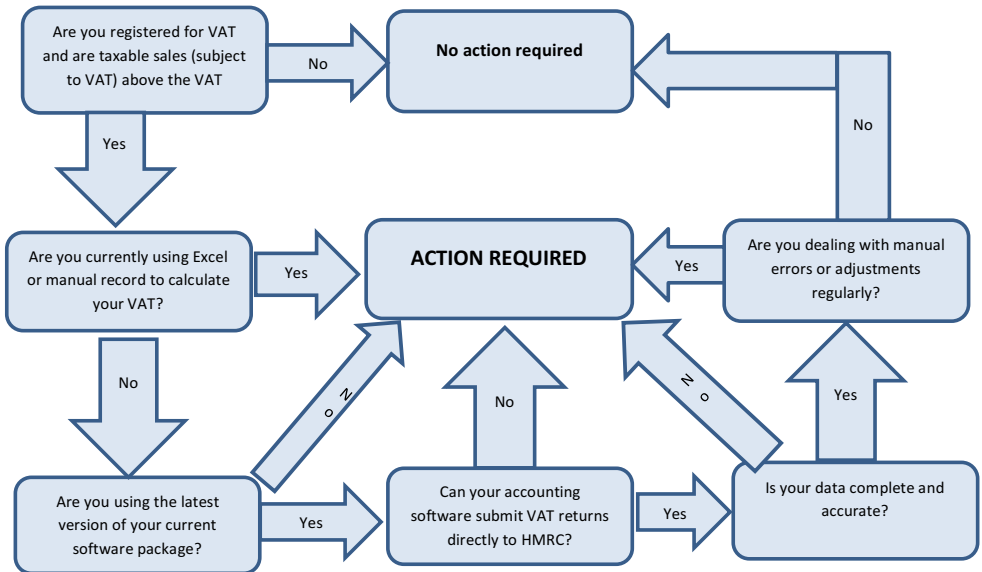 Are you registered for VAT
and are taxable sales (subject
to VAT) above the VAT
No
No action required
No
Yes
Are you currently using Excel
or manual record to calculate
your VAT?
Yes
ACTION REQUIRED
Yes
Are you dealing with manual
errors or adjustments
regularly?
No
No
No
No
Yes
Are you using the latest
version of your current
software package?
Yes
Can your accounting
software submit VAT returns
directly to HMRC?
Yes
Is your data complete and
accurate?